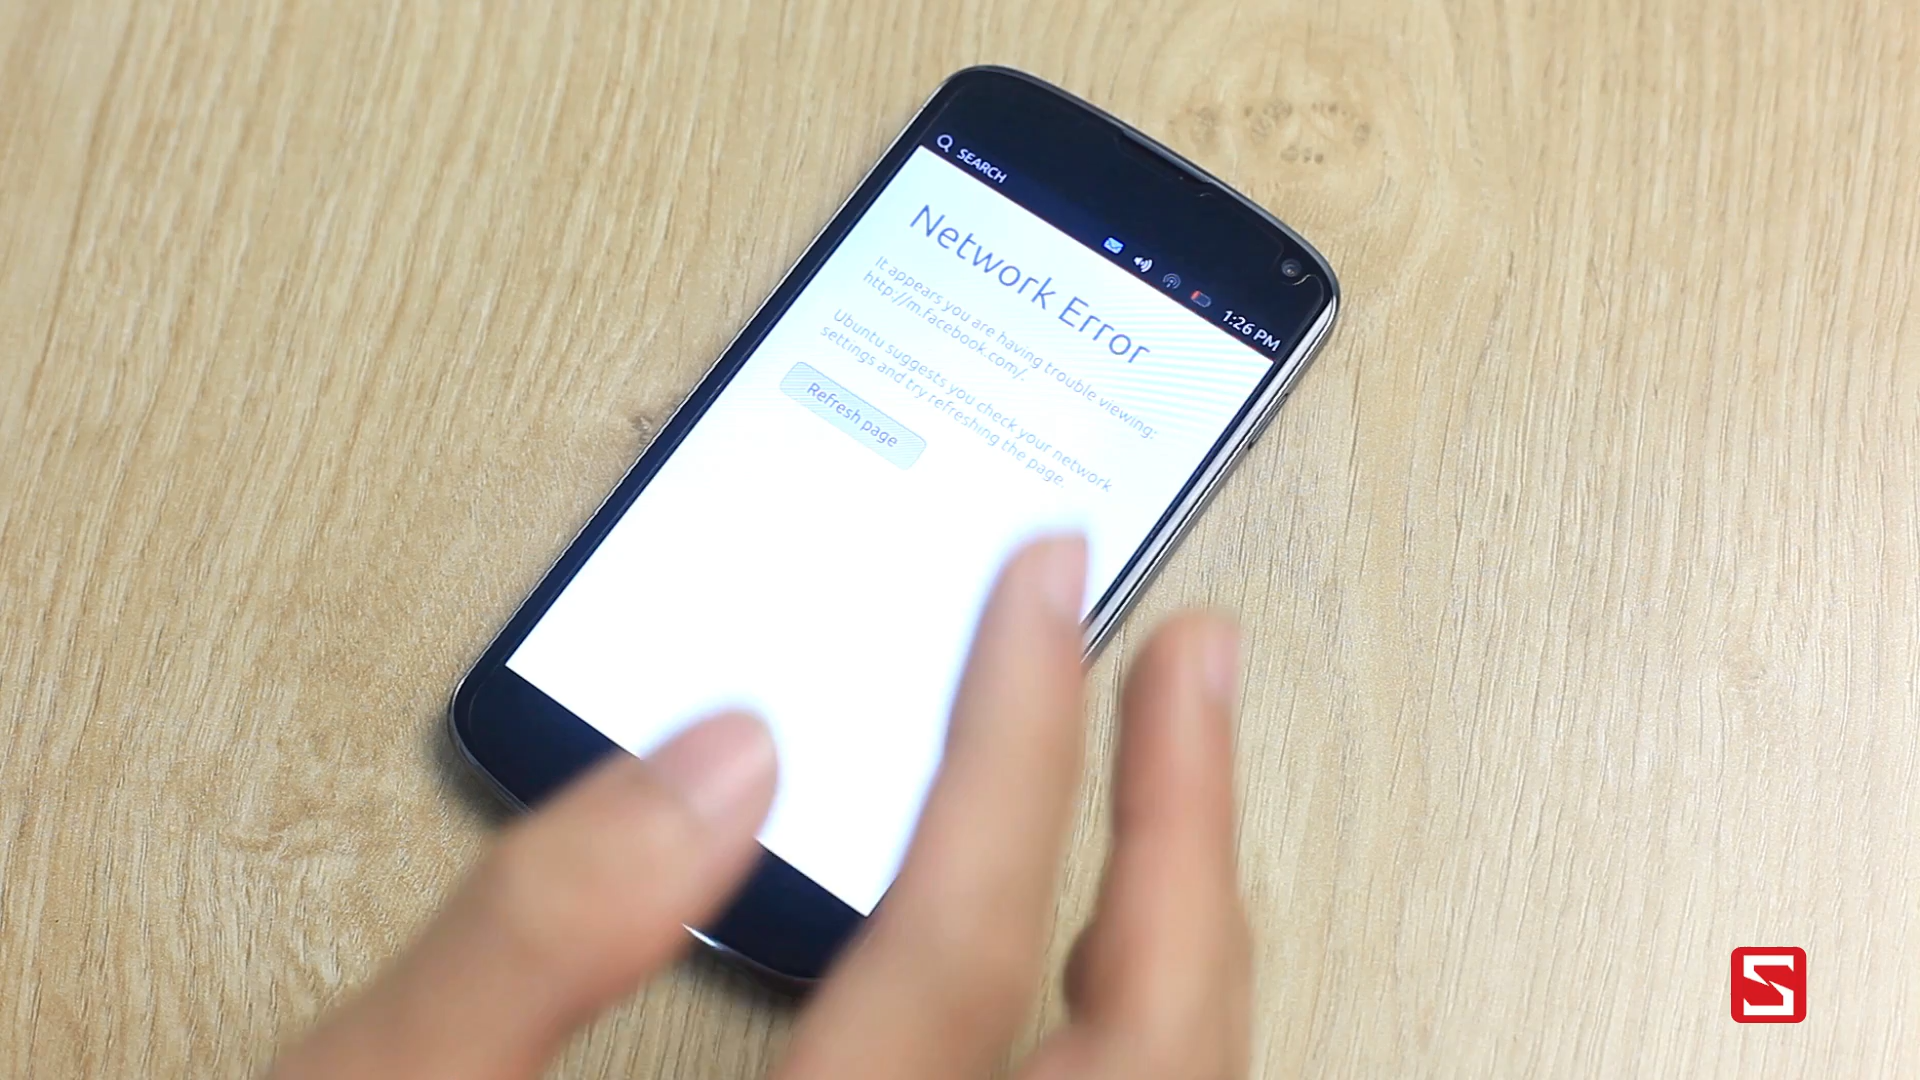 SEARCH
1:26 PM
Network Error
It appears you are having trouble viewing:
http://m.facebook.com/.
Ubuntu suggests you check your network
settings and try refreshing the page.
Refresh page